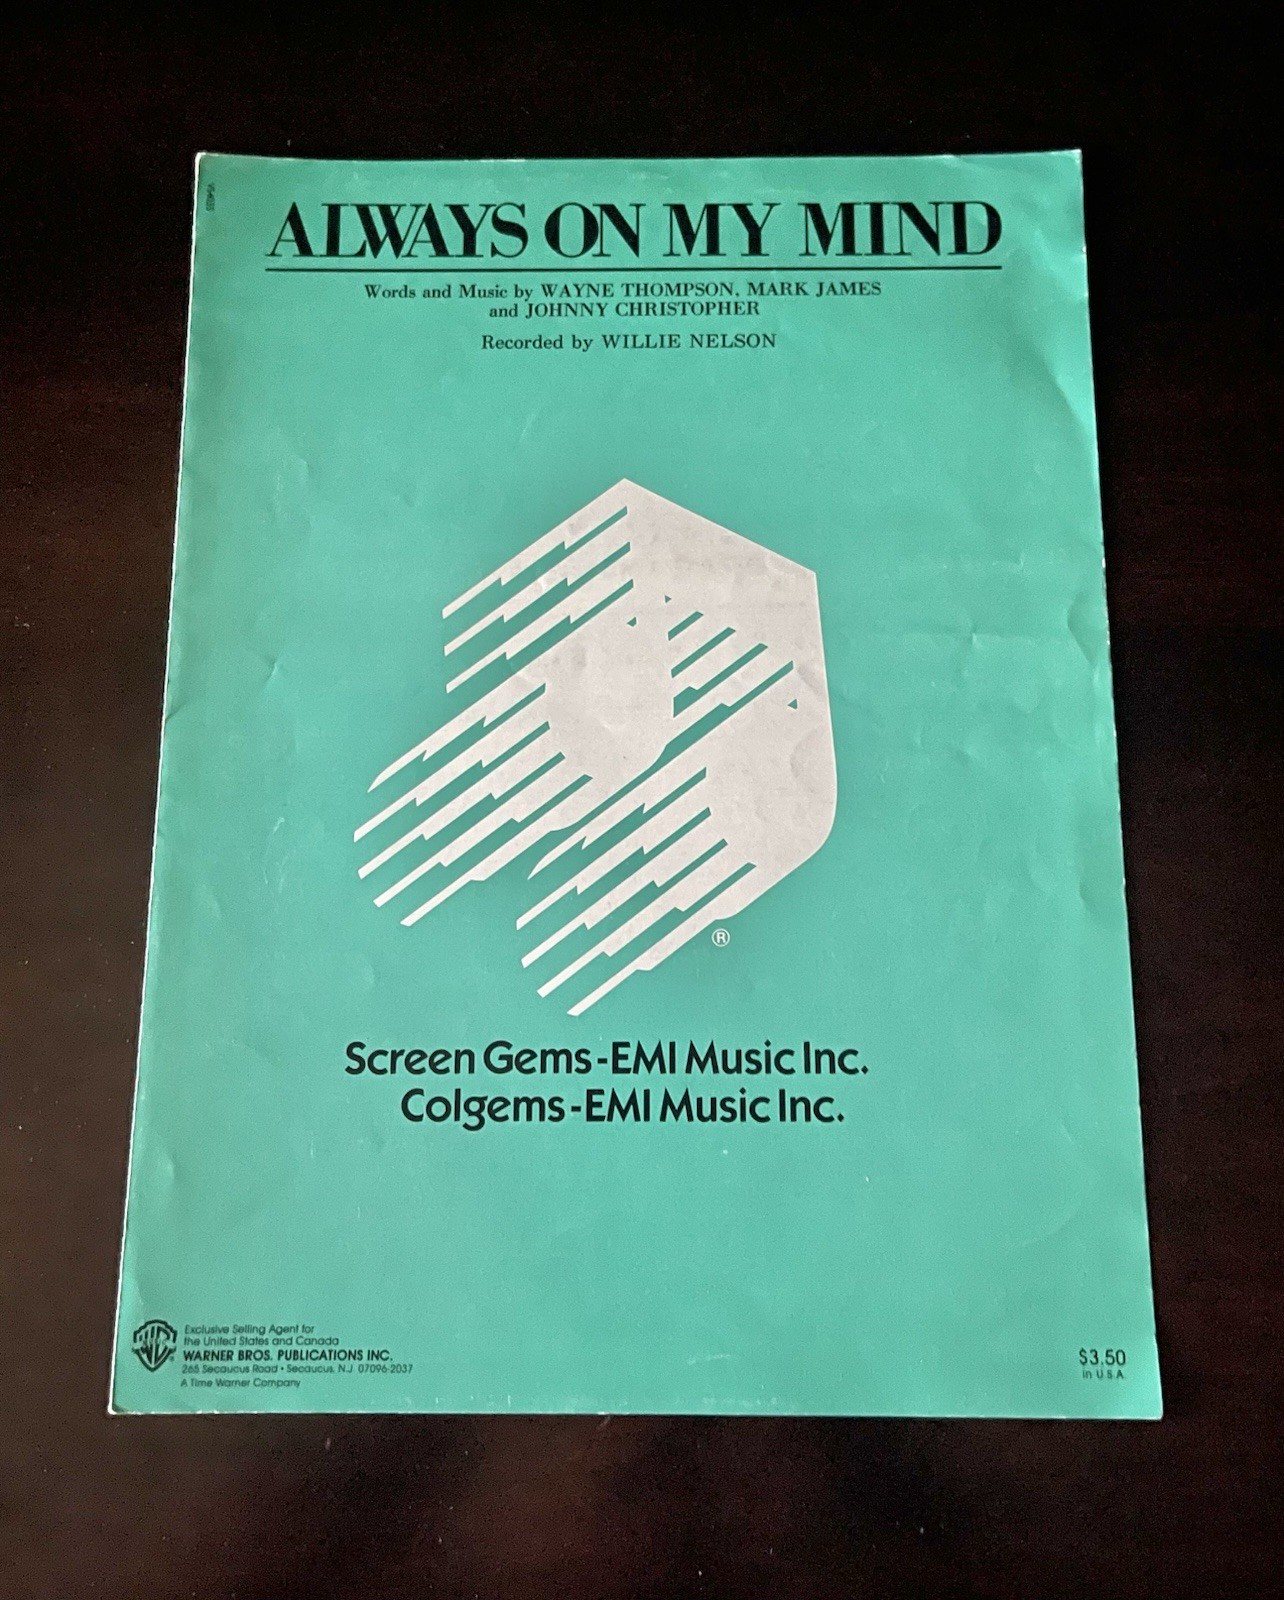 ALWAYS ON MY MIND
Words and Music by WAYNE THOMPSON, MARK JAMES
and JOHNNY CHRISTOPHER
Recorded by WILLIE NELSON
®
Screen Gems-EMI Music Inc.
Colgems-EMI Music Inc.
Exclusive Selling Agent for
the United States and Canada
WARNER BROS. PUBLICATIONS INC.
265 Secaucus Road • Secaucus, N.J. 07096-2037
A Time Warner Company
$3.50
in U.S.A.